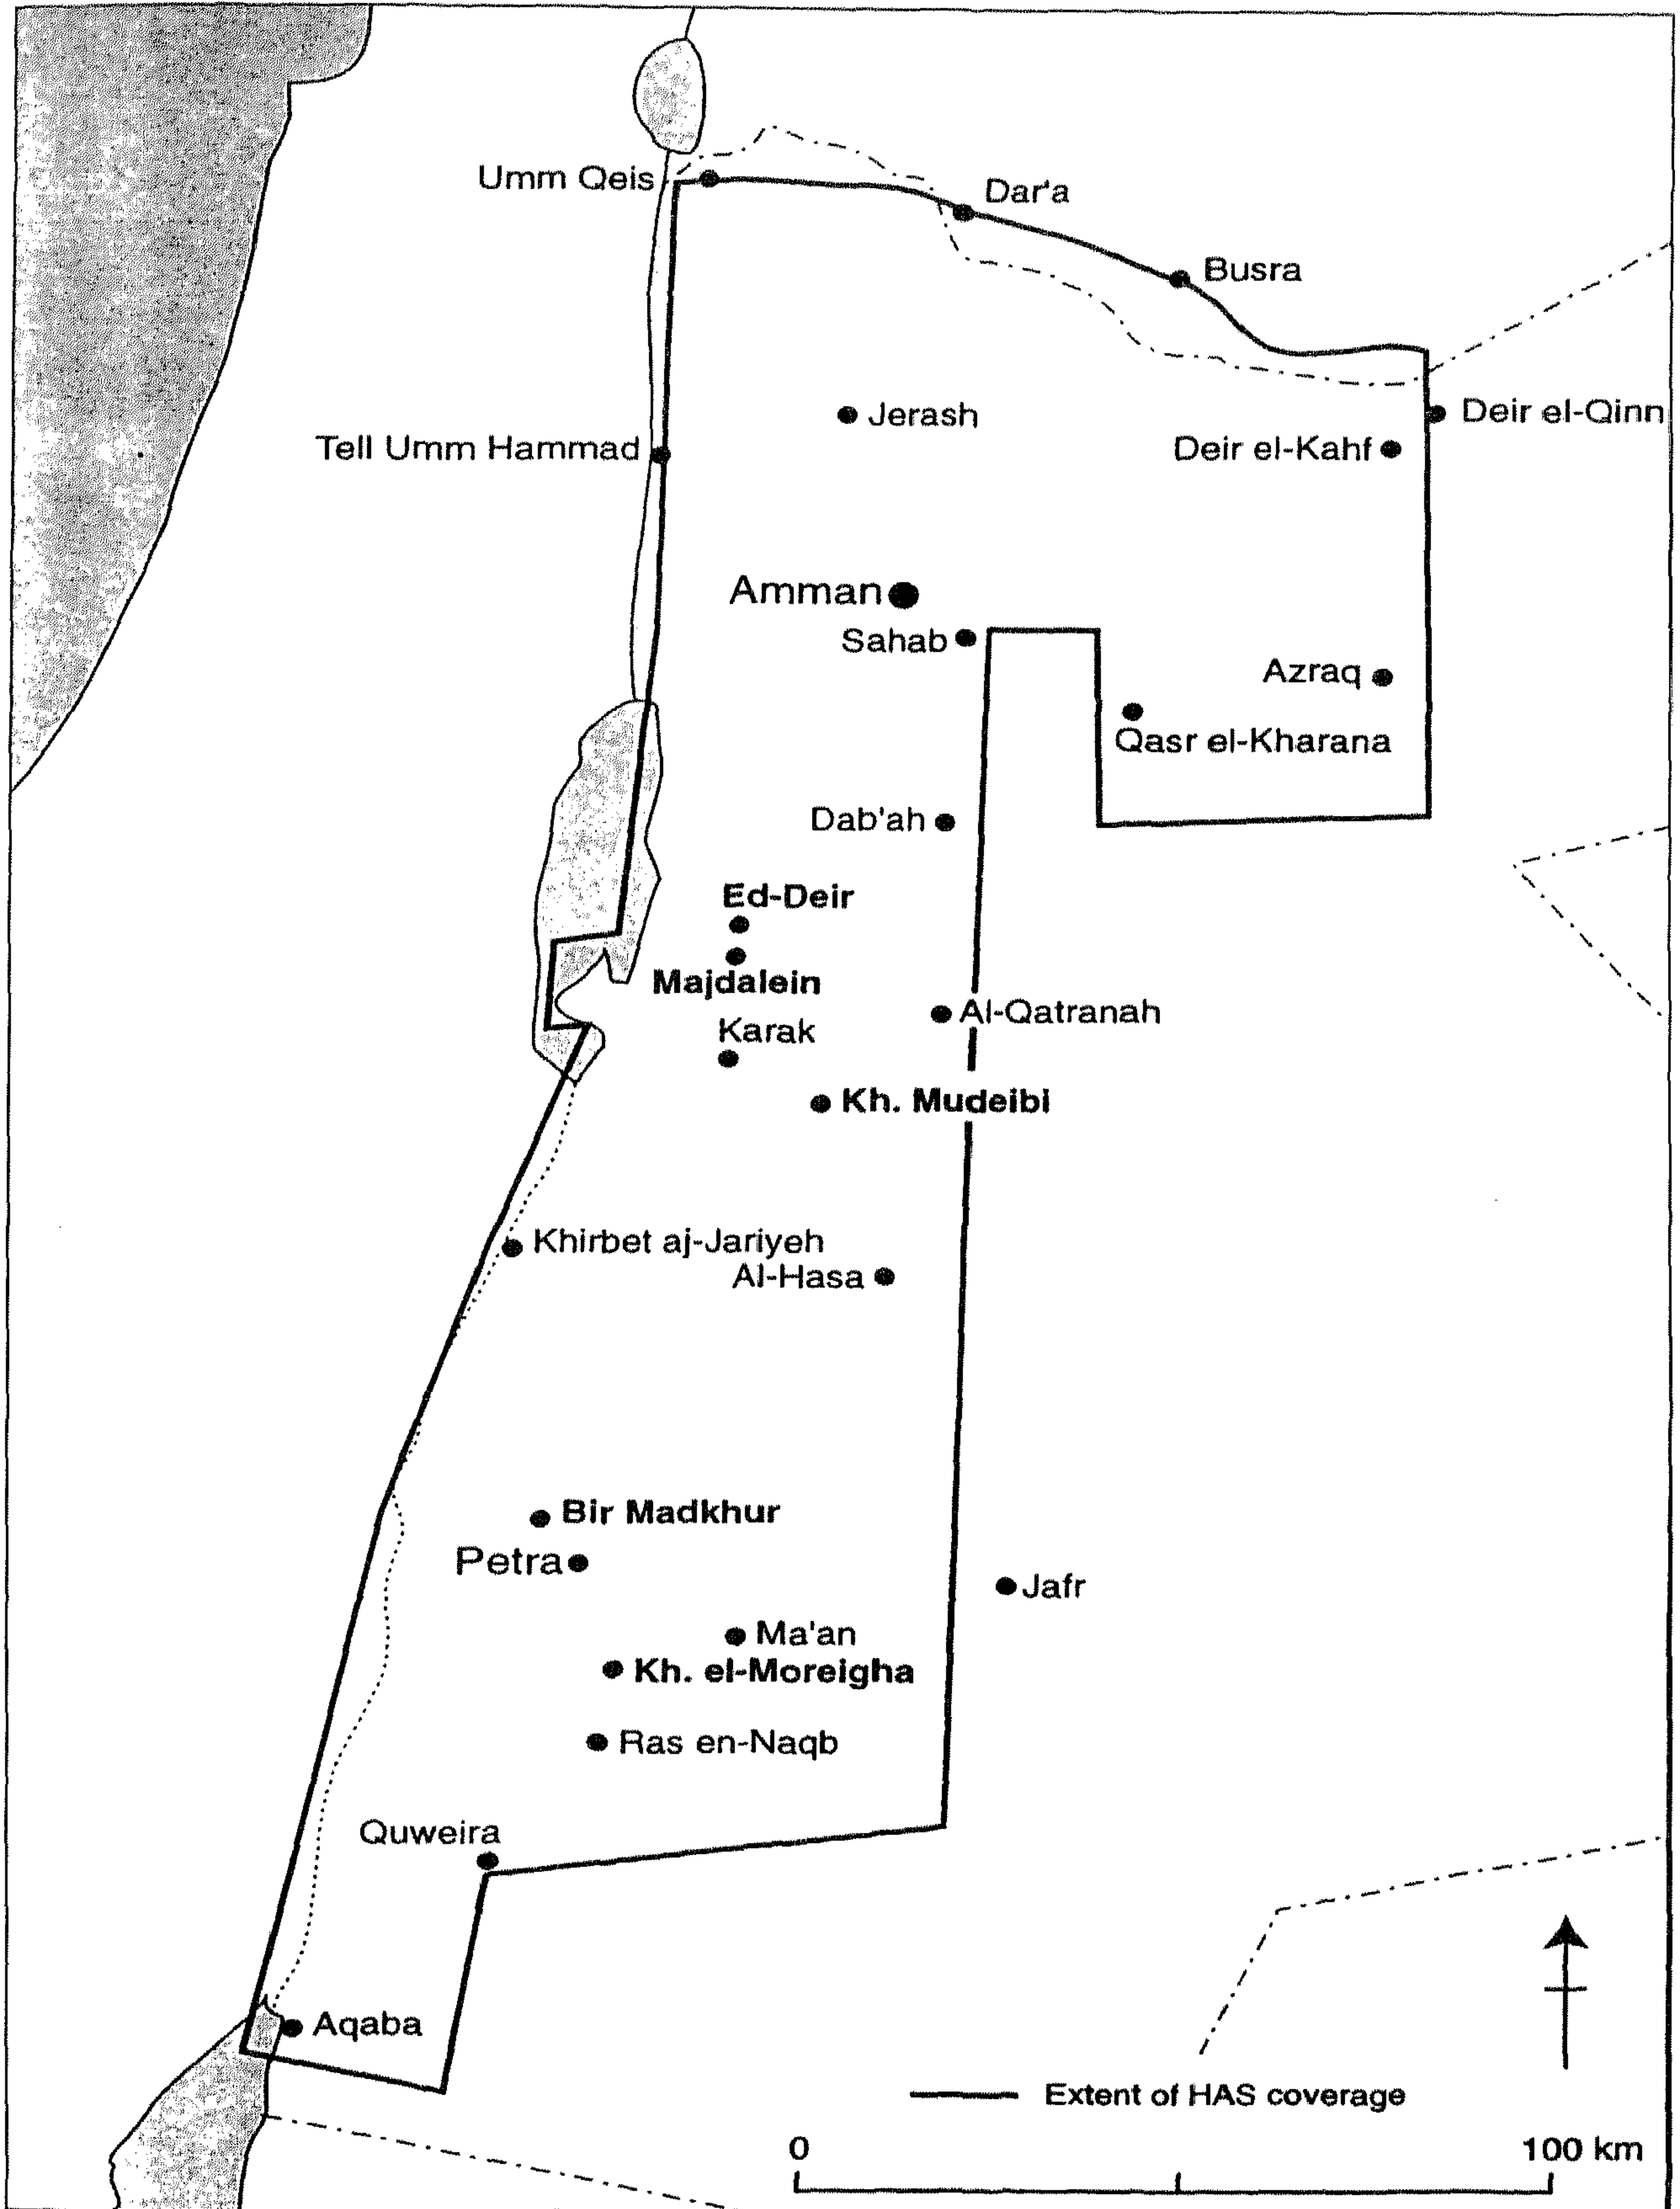 Umm Qeis
Dar'a
Busra
Jerash
Deir el-Qinn
Tell Umm Hammad
Deir el-Kahf
Amman
Sahab
Azraq
Qasr el-Kharana
Dab'ah
Ed-Deir
Majdalein
Al-Qatranah
Karak
Kh. Mudeibi
Khirbet aj-Jariyeh
Al-Hasa
Bir Madkhur
Petra
Jafr
Ma'an
Kh. el-Moreigha
Ras en-Naqb
Quweira
Aqaba
Extent of HAS coverage
0 100 km